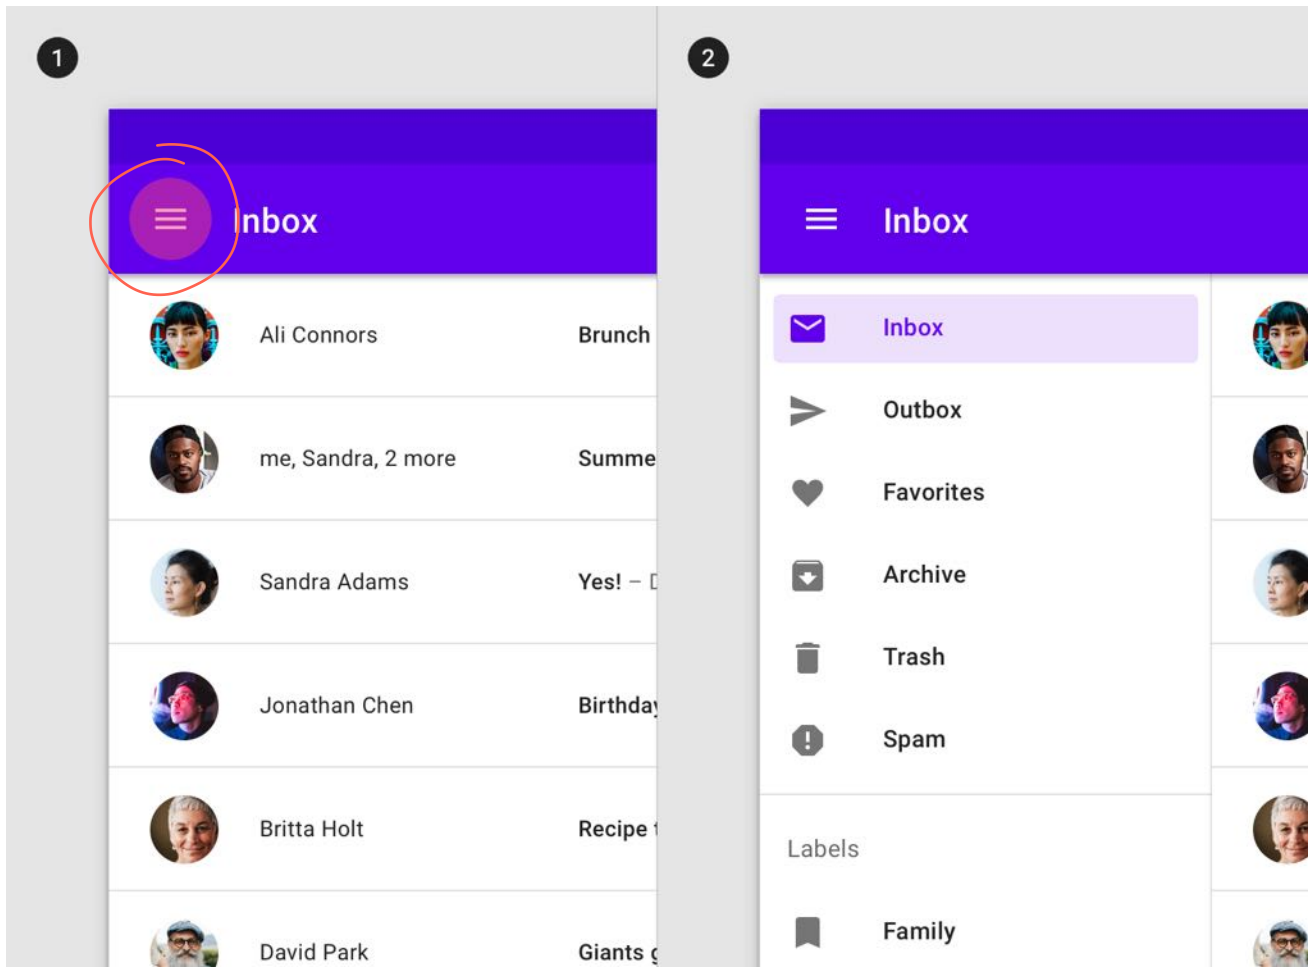 1
Inbox
Ali Connors Brunch
me, Sandra, 2 more
Sandra Adams Yes! –
Jonathan Chen
Britta Holt Recipe
David Park Giants
2
Inbox
Inbox
Outbox
Favorites
Archive
Trash
Spam
Labels
Family